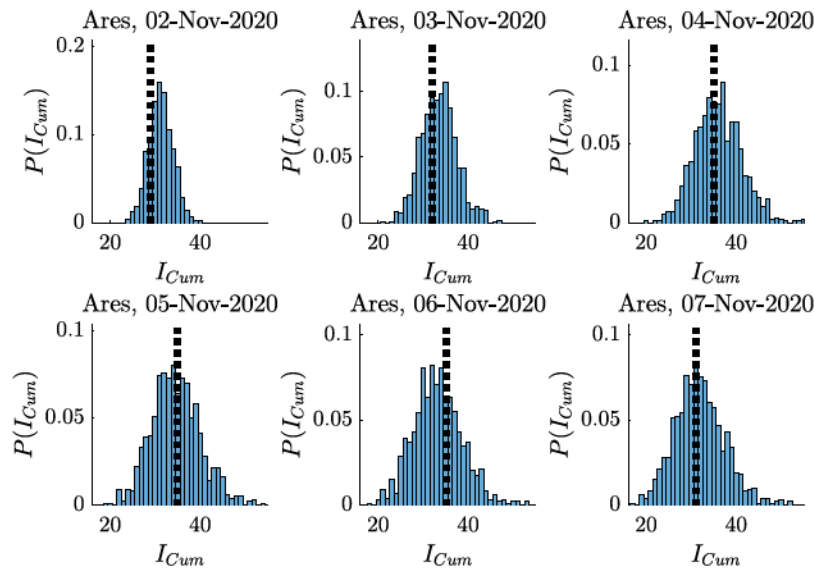 Ares, 02-Nov-2020
0.2
0.1
0
P(I_Cum)
20 40
I_Cum
Ares, 03-Nov-2020
0.1
0.05
0
P(I_Cum)
20 40
I_Cum
Ares, 04-Nov-2020
0.1
0.05
0
P(I_Cum)
20 40
I_Cum
Ares, 05-Nov-2020
0.1
0.05
0
P(I_Cum)
20 40
I_Cum
Ares, 06-Nov-2020
0.1
0.05
0
P(I_Cum)
20 40
I_Cum
Ares, 07-Nov-2020
0.1
0.05
0
P(I_Cum)
20 40
I_Cum